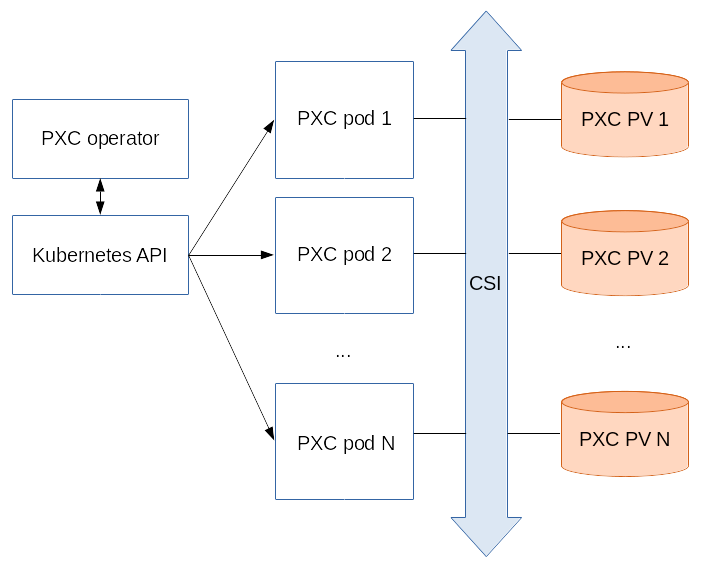 PXC operator
Kubernetes API
PXC pod 1
PXC pod 2
...
PXC pod N
CSI
PXC PV 1
PXC PV 2
...
PXC PV N